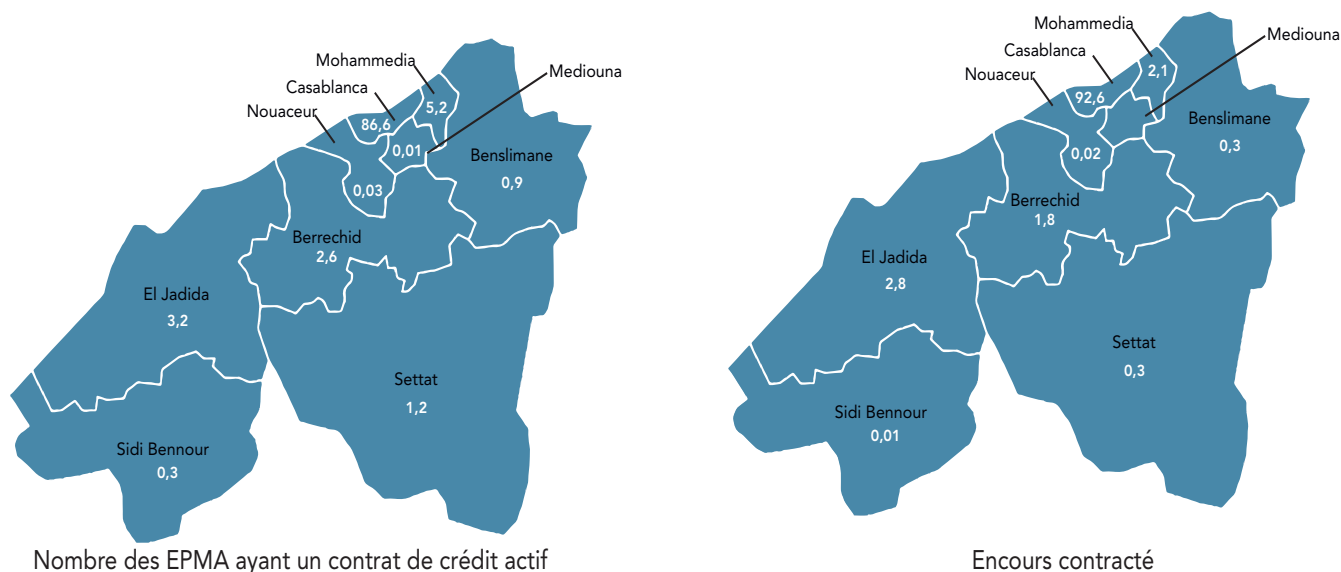 Mohammedia
Casablanca
Mediouna
Nouaceur
5,2
86,6
0,01
Benslimane
0,9
0,03
Berrechid
2,6
El Jadida
3,2
Settat
1,2
Sidi Bennour
0,3
Nombre des EPMA ayant un contrat de crédit actif
Mohammedia
Casablanca
Mediouna
Nouaceur
2,1
92,6
Benslimane
0,3
0,02
Berrechid
1,8
El Jadida
2,8
Settat
0,3
Sidi Bennour
0,01
Encours contracté